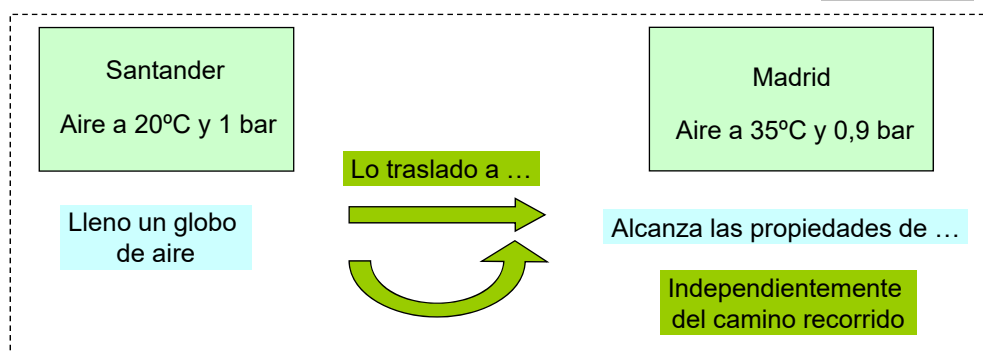 Santander
Aire a 20ºC y 1 bar
Madrid
Aire a 35ºC y 0,9 bar
Lo traslado a …
Lleno un globo
de aire
Alcanza las propiedades de …
Independientemente
del camino recorrido